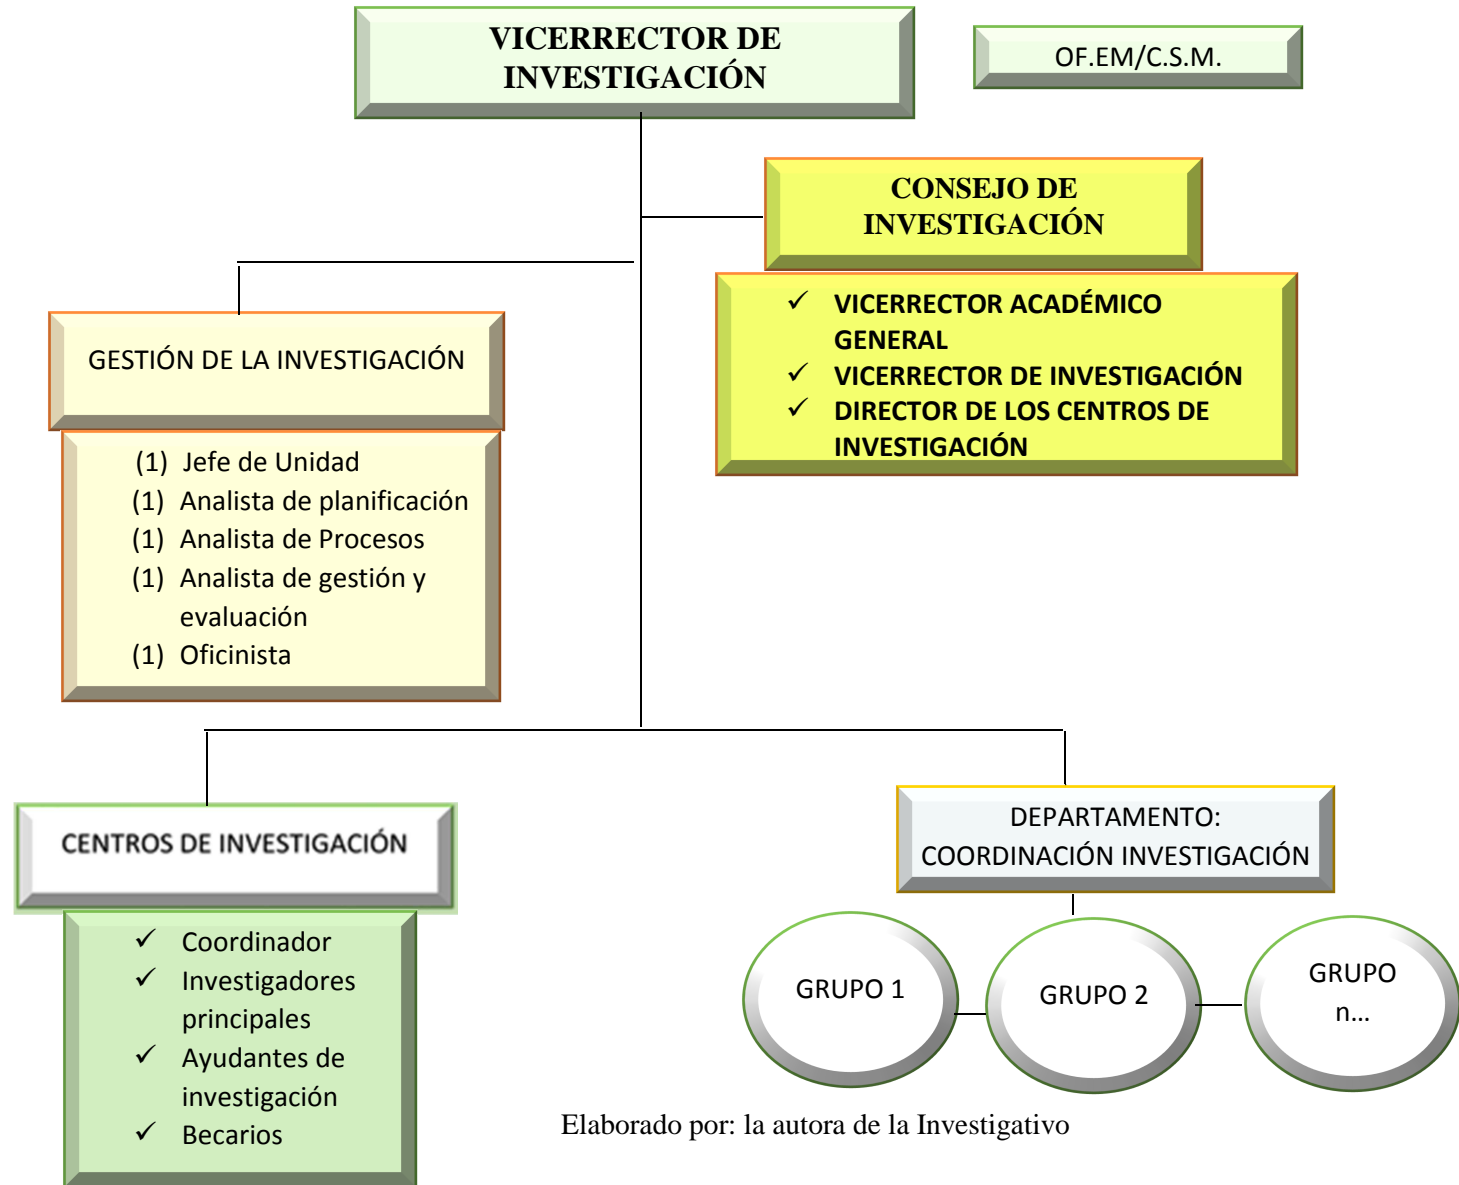 VICERRECTOR DE
INVESTIGACIÓN
OF.EM/C.S.M.
CONSEJO DE
INVESTIGACIÓN
✓ VICERRECTOR ACADÉMICO
GENERAL
✓ VICERRECTOR DE INVESTIGACIÓN
✓ DIRECTOR DE LOS CENTROS DE
INVESTIGACIÓN
GESTIÓN DE LA INVESTIGACIÓN
(1) Jefe de Unidad
(1) Analista de planificación
(1) Analista de Procesos
(1) Analista de gestión y
evaluación
(1) Oficinista
CENTROS DE INVESTIGACIÓN
✓ Coordinador
✓ Investigadores
principales
✓ Ayudantes de
investigación
✓ Becarios
DEPARTAMENTO:
COORDINACIÓN INVESTIGACIÓN
GRUPO 1
GRUPO 2
GRUPO
n...
Elaborado por: la autora de la Investigativo